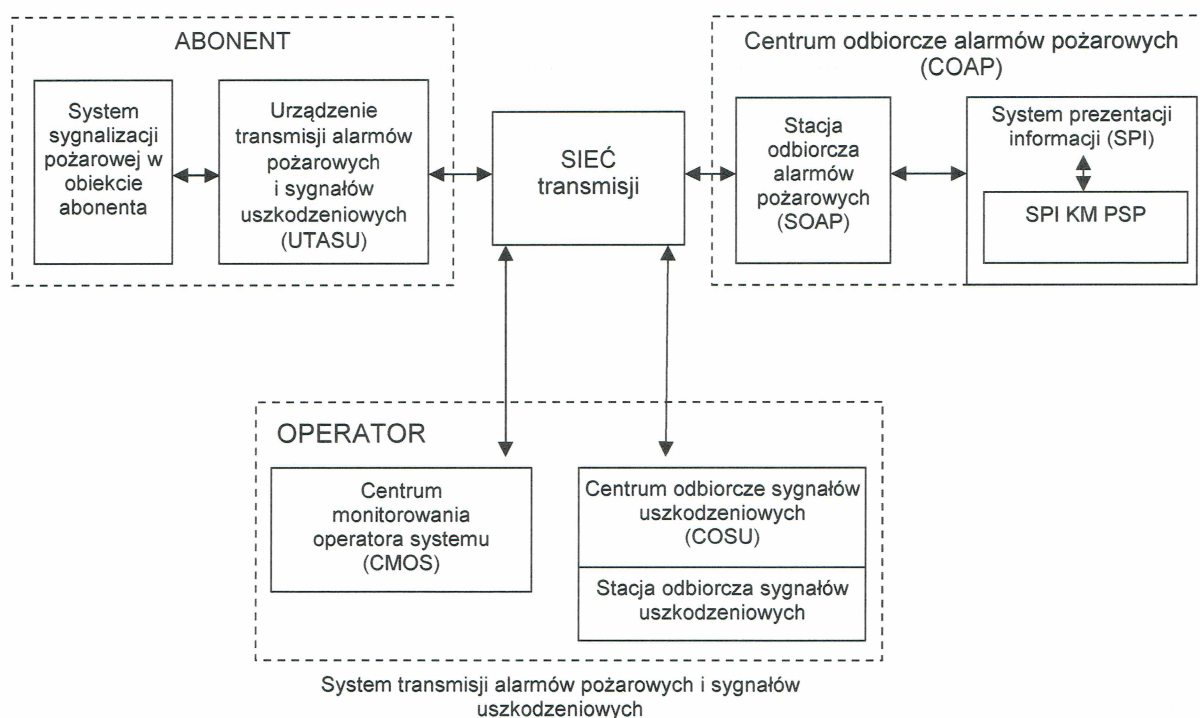 ABONENT
System
sygnalizacji
pożarowej w
obiekcie
abonenta
Urządzenie
transmisji alarmów
pożarowych
i sygnałów
uszkodzeniowych
(UTASU)
SIEĆ
transmisji
Centrum odbiorcze alarmów pożarowych
(COAP)
Stacja
odbiorcza
alarmów
pożarowych
(SOAP)
System prezentacji
informacji (SPI)
SPI KM PSP
OPERATOR
Centrum
monitorowania
operatora systemu
(CMOS)
Centrum odbiorcze sygnałów
uszkodzeniowych
(COSU)
Stacja odbiorcza sygnałów
uszkodzeniowych
System transmisji alarmów pożarowych i sygnałów
uszkodzeniowych